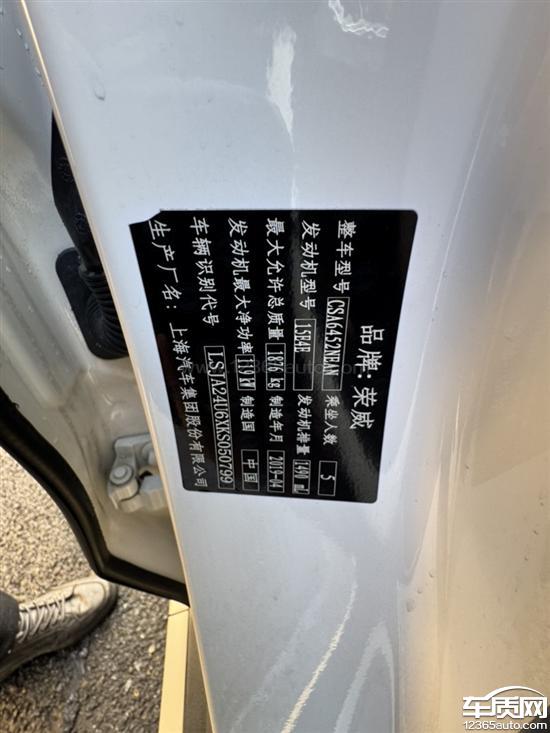 品牌:荣威
整车型号 CSA6452NEAN 乘坐人数 5
发动机型号 15E4E 发动机排量 1490 ml
最大允许总质量 1876 kg 制造年月 2019-04
发动机最大净功率 119 KW 制造国 中国
车辆识别代号 LSJA24U6XKS050799
生产厂名: 上海汽车集团股份有限公司
车质网
12365auto.com